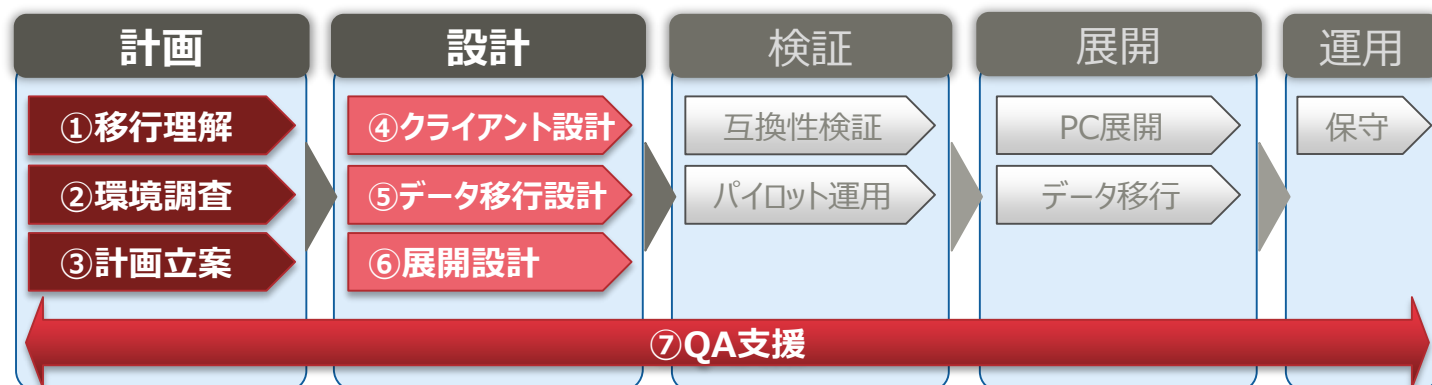 計画
設計
検証
展開
運用
①移行理解
②環境調査
③計画立案
④クライアント設計
⑤データ移行設計
⑥展開設計
互換性検証
パイロット運用
PC展開
データ移行
保守
⑦QA支援